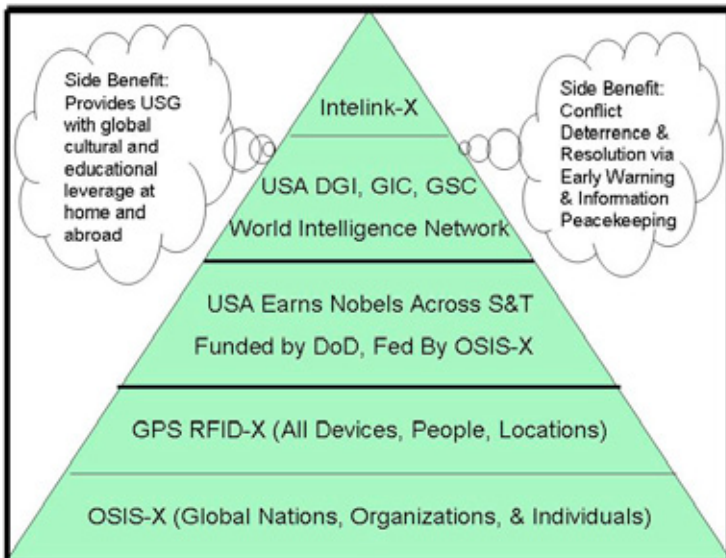 Side Benefit:
Provides USG
with global
cultural and
educational
leverage at
home and
abroad
Side Benefit:
Conflict
Deterrence &
Resolution via
Early Warning
& Information
Peacekeeping
Intelink-X
USA DGI, GIC, GSC
World Intelligence Network
USA Earns Nobels Across S&T
Funded by DoD, Fed By OSIS-X
GPS RFID-X (All Devices, People, Locations)
OSIS-X (Global Nations, Organizations, & Individuals)